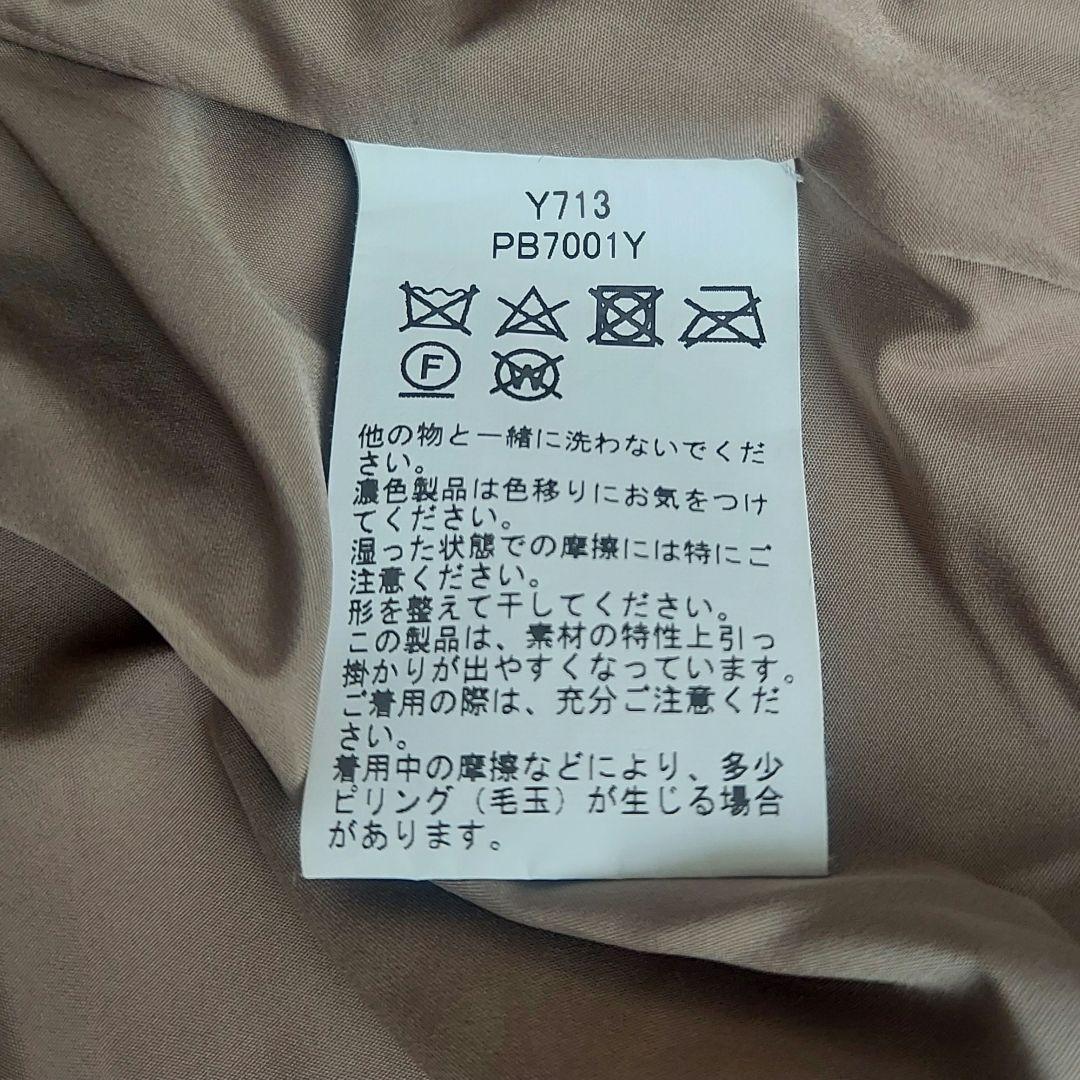 Y713
PB7001Y
F
W
他の物と一緒に洗わないでくだ
さい。
濃色製品は色移りにお気をつけ
てください。
湿った状態での摩擦には特にご
注意ください。
形を整えて干してください。
この製品は、素材の特性上引っ
掛かりが出やすくなっています。
ご着用の際は、充分ご注意くだ
さい。
着用中の摩擦などにより、多少
ピリング（毛玉）が生じる場合
があります。